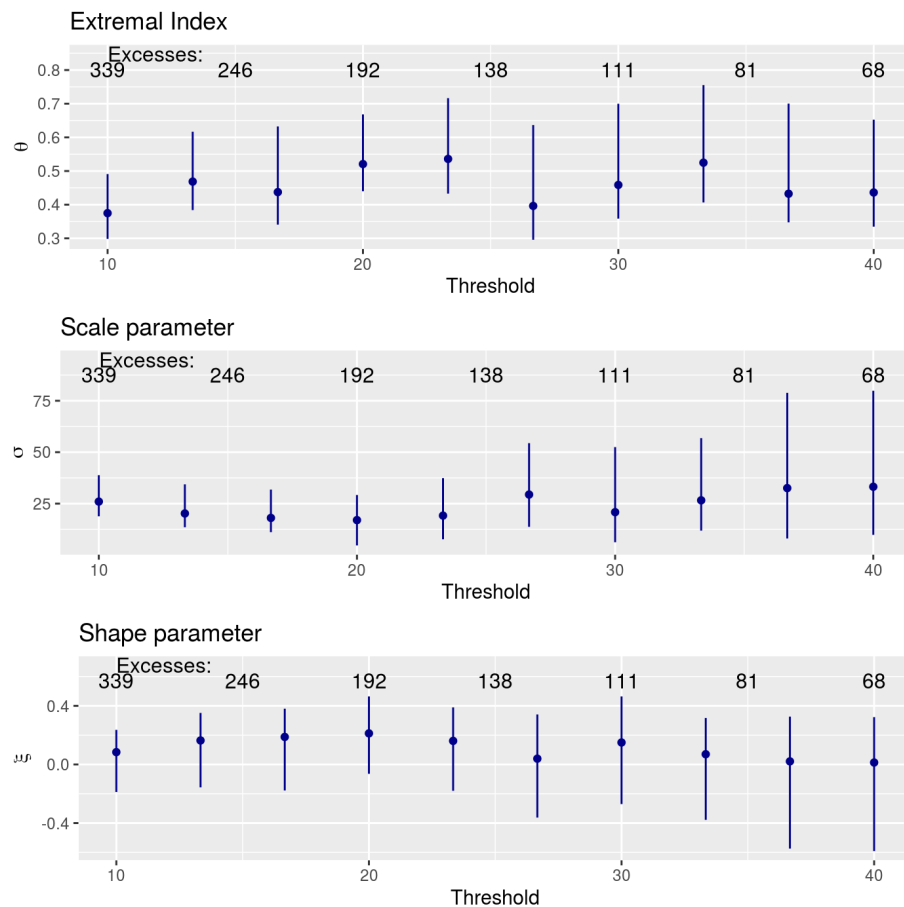 Extremal Index
Excesses:
339 246 192 138 111 81 68
0.8
0.7
0.6
0.5
0.4
0.3
θ
10 20 30 40
Threshold
Scale parameter
Excesses:
339 246 192 138 111 81 68
75
50
25
σ
10 20 30 40
Threshold
Shape parameter
Excesses:
339 246 192 138 111 81 68
0.4
0.0
-0.4
ξ
10 20 30 40
Threshold